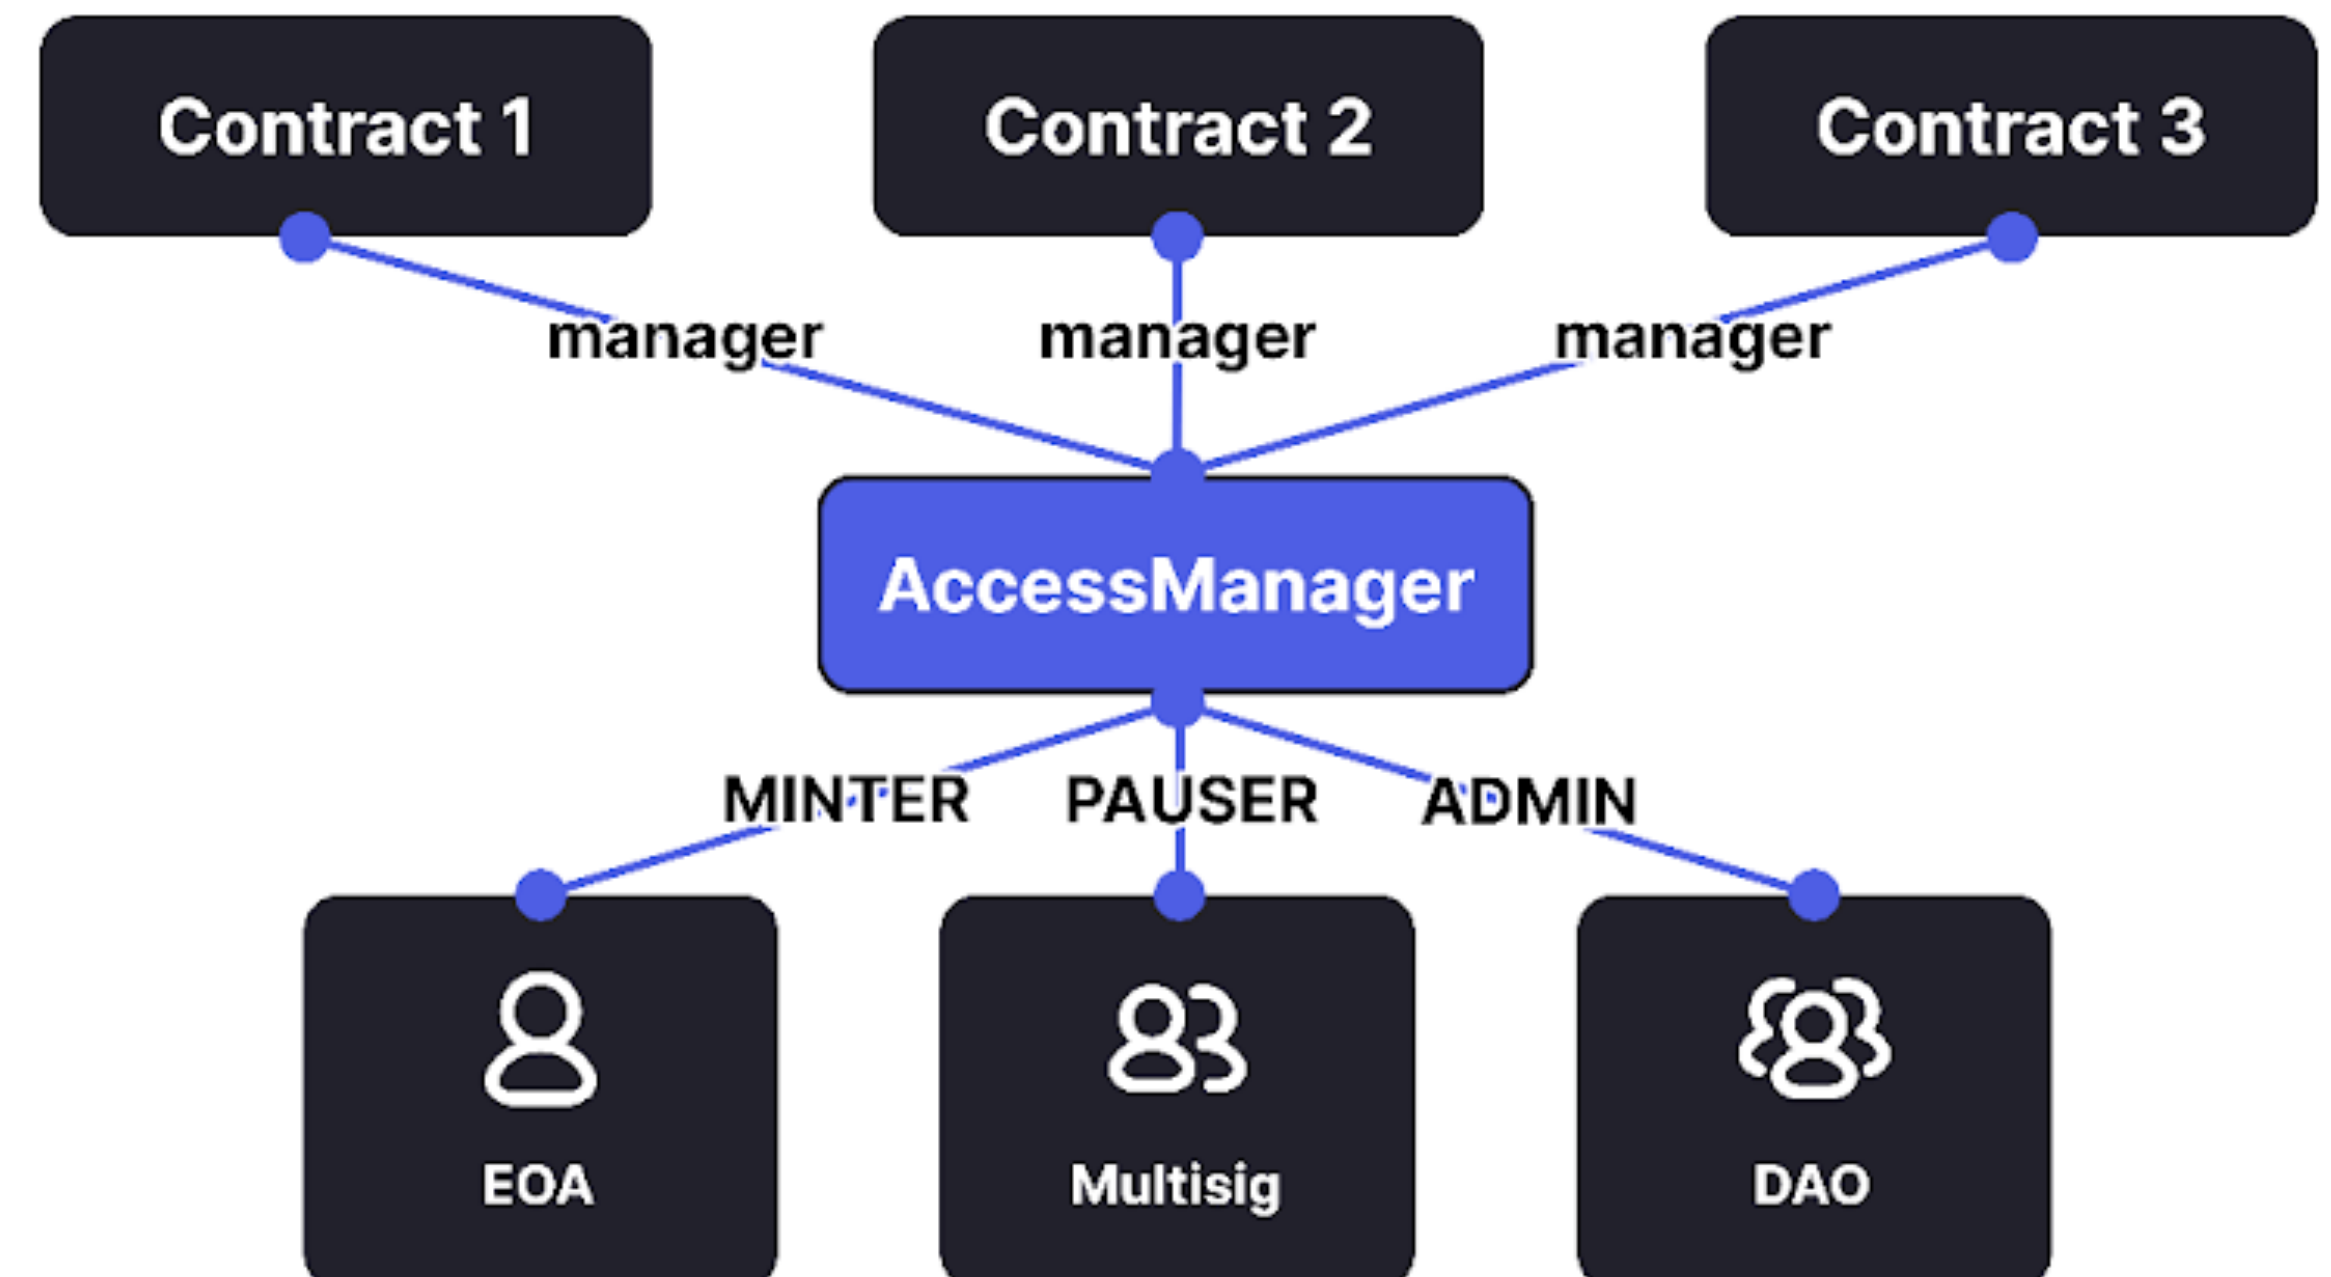 Contract 1
Contract 2
Contract 3
manager
manager
manager
AccessManager
MINTER
PAUSER
ADMIN
EOA
Multisig
DAO